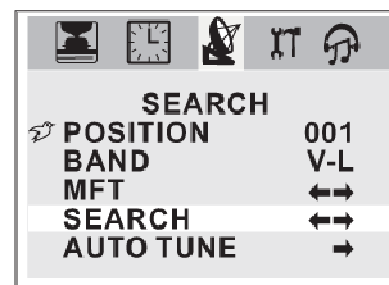 SEARCH
POSITION 001
BAND V-L
MFT ⬅➡
SEARCH ⬅➡
AUTO TUNE ➡